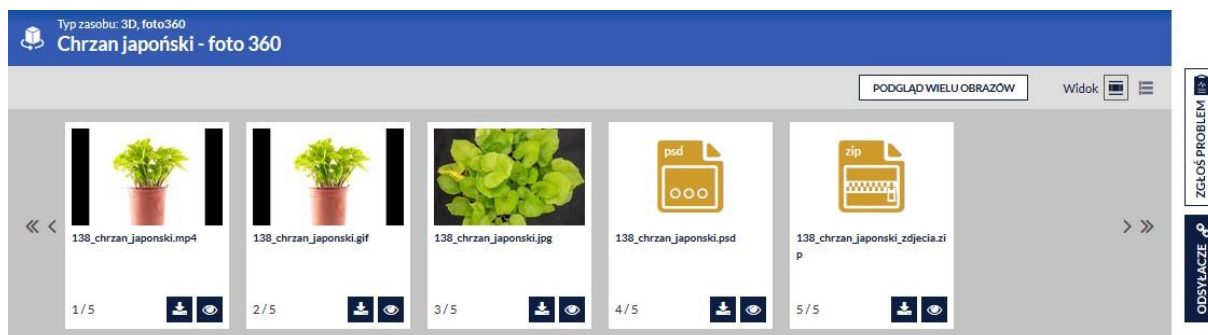 Typ zasobu: 3D, foto360
Chrzan japoński - foto 360
PODGLĄD WIELU OBRAZÓW
Widok
138_chrzan_japonski.mp4
1/5
138_chrzan_japonski.gif
2/5
138_chrzan_japonski.jpg
3/5
psd
138_chrzan_japonski.psd
4/5
zip
138_chrzan_japonski_zdjecia.zi
p
5/5
ZGŁOŚ PROBLEM
ODSYŁACZE